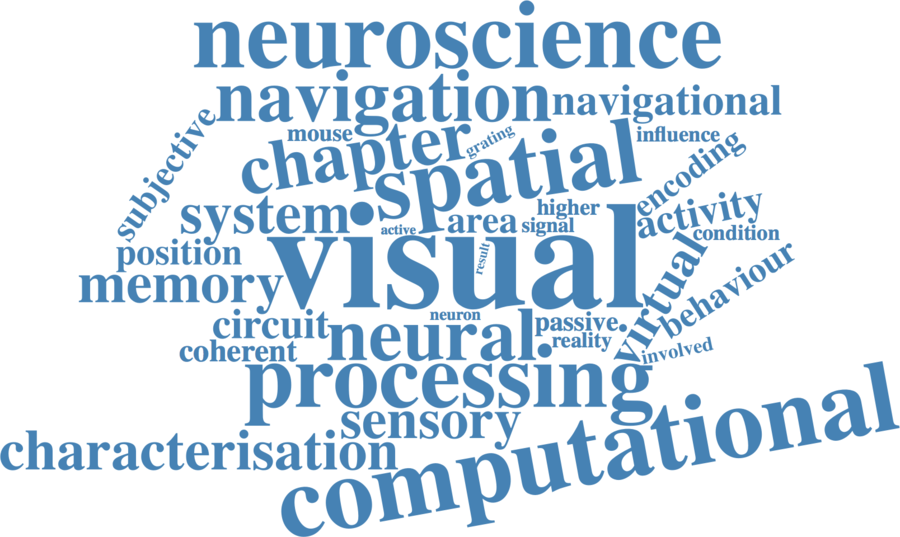 neuroscience
navigation
navigational
subjective
mouse
chapter
grating
spatial
influence
encoding
system
active
area
higher
signal
activity
condition
position
visual
result
memory
virtual
behaviour
circuit
neuron
neural
passive
reality
coherent
involved
processing
sensory
characterisation
computational